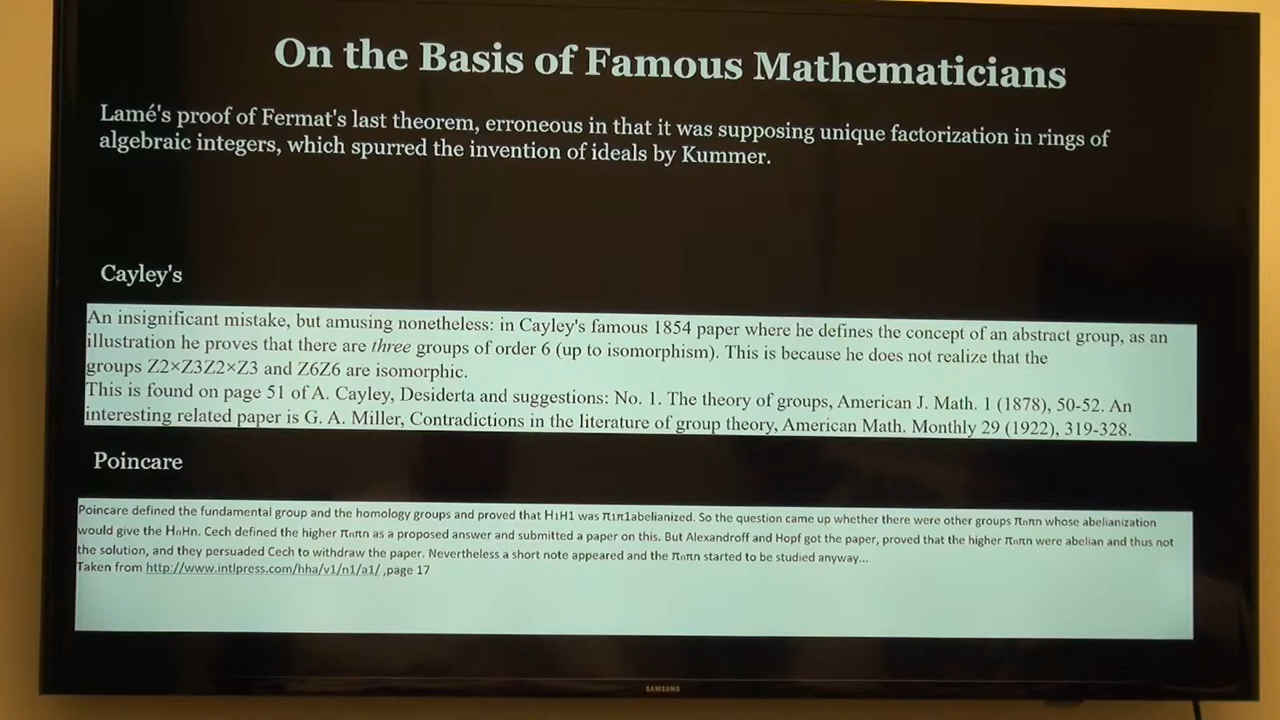 On the Basis of Famous Mathematicians
Lamé's proof of Fermat's last theorem, erroneous in that it was supposing unique factorization in rings of
algebraic integers, which spurred the invention of ideals by Kummer.
Cayley's
An insignificant mistake, but amusing nonetheless: in Cayley's famous 1854 paper where he defines the concept of an abstract group, as an
illustration he proves that there are three groups of order 6 (up to isomorphism). This is because he does not realize that the
groups Z2×Z3Z2×Z3 and Z6Z6 are isomorphic.
This is found on page 51 of A. Cayley, Desiderta and suggestions: No. 1. The theory of groups, American J. Math. 1 (1878), 50-52. An
interesting related paper is G. A. Miller, Contradictions in the literature of group theory, American Math. Monthly 29 (1922), 319-328.
Poincare
Poincare defined the fundamental group and the homology groups and proved that H1H1 was π1π1abelianized. So the question came up whether there were other groups πnπn whose abelianization
would give the HnHn. Cech defined the higher πnπn as a proposed answer and submitted a paper on this. But Alexandroff and Hopf got the paper, proved that the higher πnπn were abelian and thus not
the solution, and they persuaded Cech to withdraw the paper. Nevertheless a short note appeared and the πnπn started to be studied anyway...
Taken from http://www.intlpress.com/hha/v1/n1/a1/ ,page 17
SAMSUNG